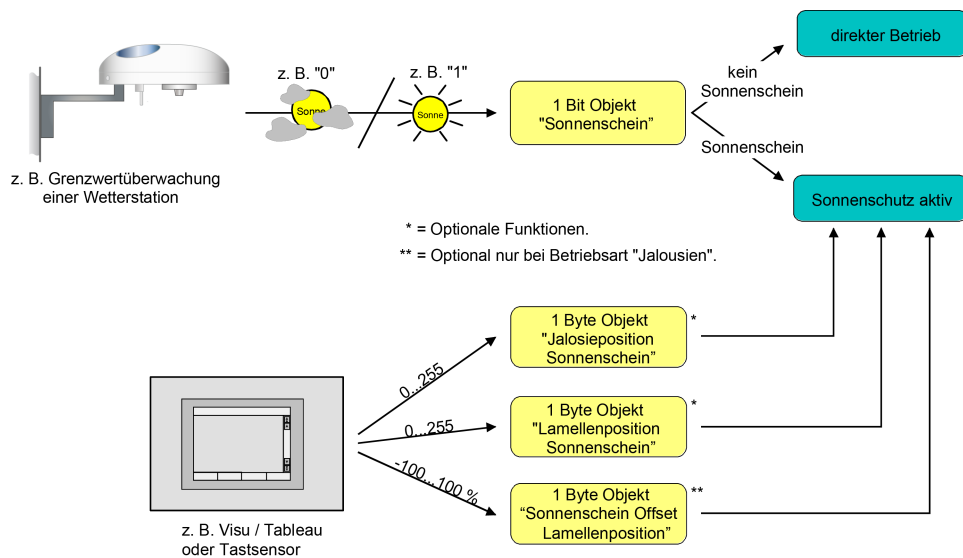 direkter Betrieb
z. B. "0"
z. B. "1"
kein
Sonnenschein
Sonne
Sonne
1 Bit Objekt
"Sonnenschein”
Sonnenschein
z. B. Grenzwertüberwachung
einer Wetterstation
Sonnenschutz aktiv
* = Optionale Funktionen.
** = Optional nur bei Betriebsart "Jalousien".
1 Byte Objekt
"Jalosieposition
Sonnenschein”
*
0...255
1 Byte Objekt
"Lamellenposition
Sonnenschein”
*
0...255
-100...100 %
1 Byte Objekt
“Sonnenschein Offset
Lamellenposition”
**
z. B. Visu / Tableau
oder Tastsensor